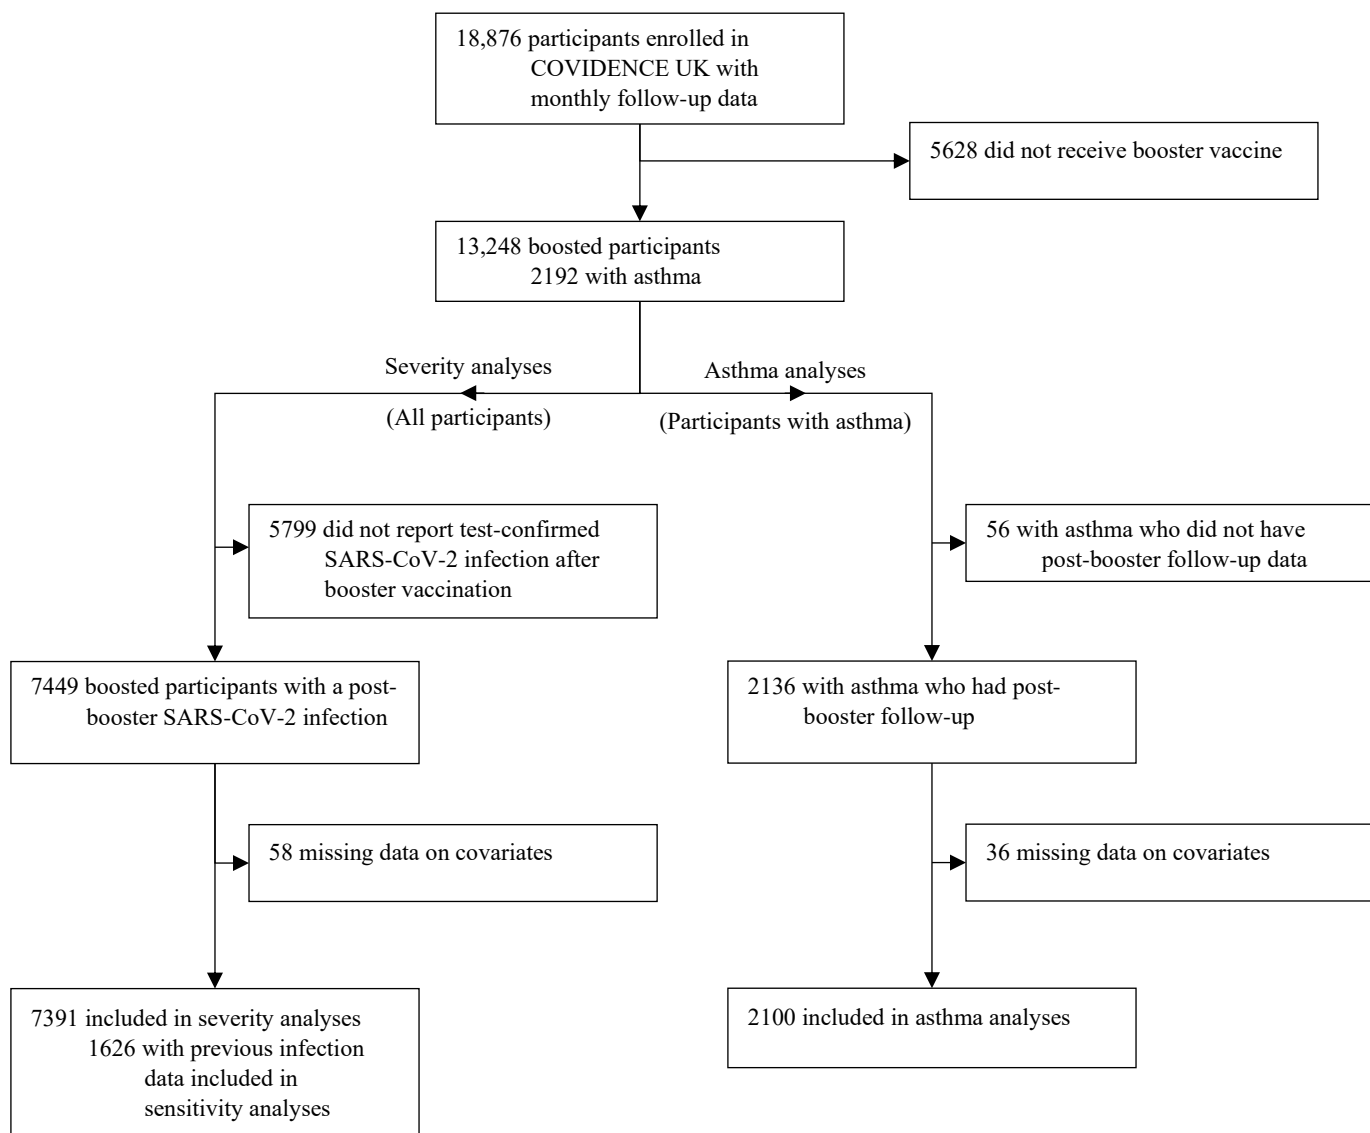 18,876 participants enrolled in
COVIDENCE UK with
monthly follow-up data
5628 did not receive booster vaccine
13,248 boosted participants
2192 with asthma
Severity analyses
(All participants)
Asthma analyses
(Participants with asthma)
5799 did not report test-confirmed
SARS-CoV-2 infection after
booster vaccination
56 with asthma who did not have
post-booster follow-up data
7449 boosted participants with a post-
booster SARS-CoV-2 infection
2136 with asthma who had post-
booster follow-up
58 missing data on covariates
36 missing data on covariates
7391 included in severity analyses
1626 with previous infection
data included in
sensitivity analyses
2100 included in asthma analyses